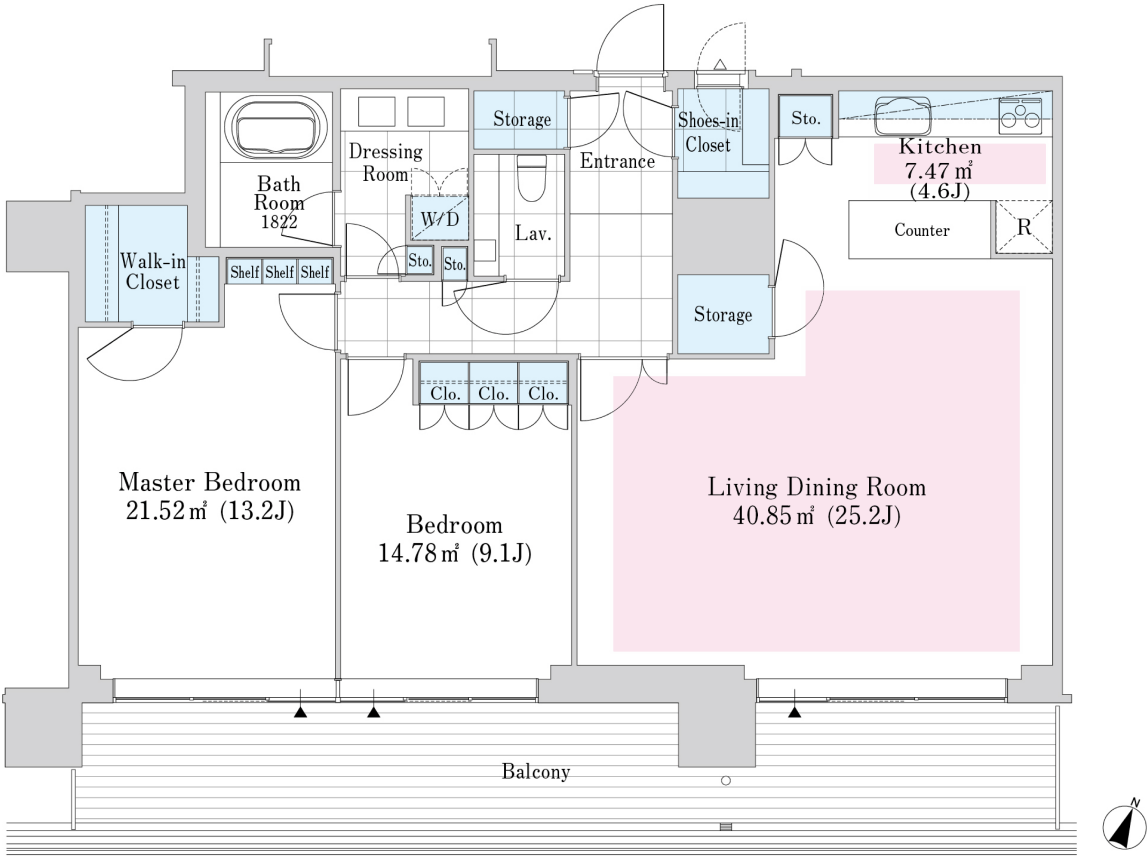 Storage
Shoes-in
Closet
Sto.
Kitchen
7.47㎡
(4.6J)
Entrance
Dressing
Room
Bath
Room
1822
W/D
Lav.
Counter
R
Walk-in
Closet
Shelf Shelf Shelf
Sto.
Sto.
Storage
Clo. Clo. Clo.
Master Bedroom
21.52㎡ (13.2J)
Bedroom
14.78㎡ (9.1J)
Living Dining Room
40.85㎡ (25.2J)
Balcony
N